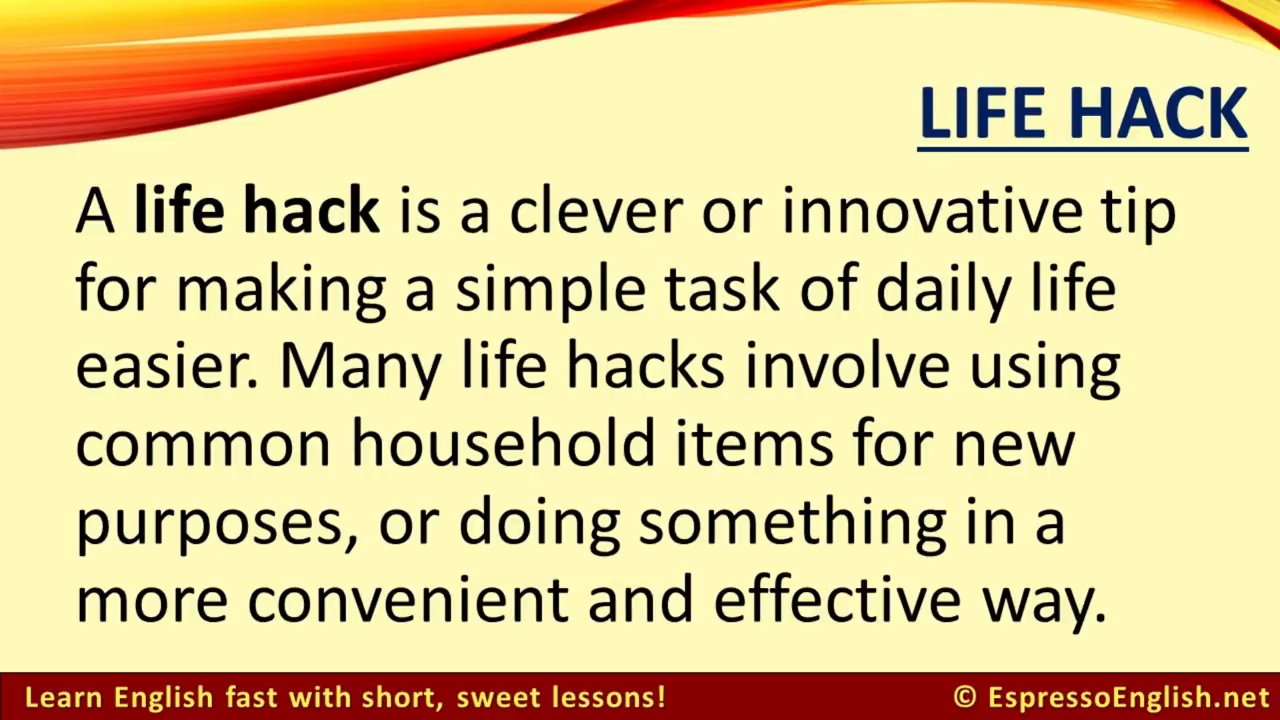 LIFE HACK
A life hack is a clever or innovative tip
for making a simple task of daily life
easier. Many life hacks involve using
common household items for new
purposes, or doing something in a
more convenient and effective way.
Learn English fast with short, sweet lessons!
© EspressoEnglish.net